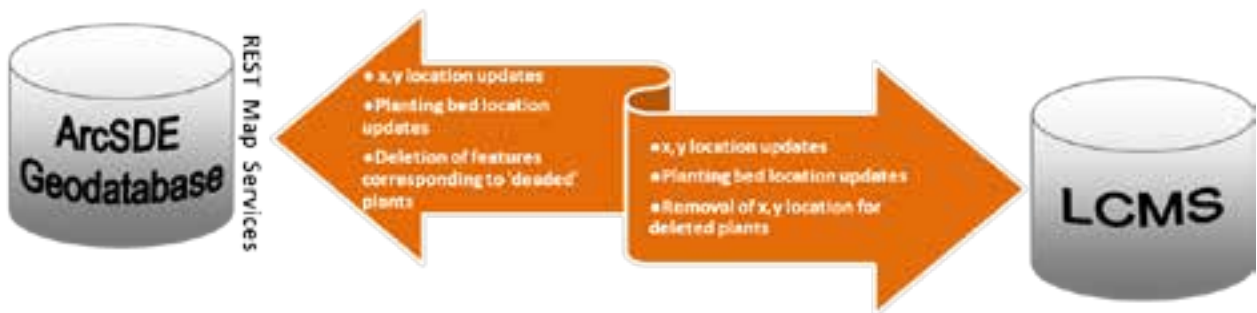 ArcSDE
Geodatabase
REST Map Services
• x,y location updates
•Planting bed location
updates
•Deletion of features
corresponding to 'deaded'
plants
•x,y location updates
•Planting bed location updates
•Removal of x,y location for
deleted plants
LCMS